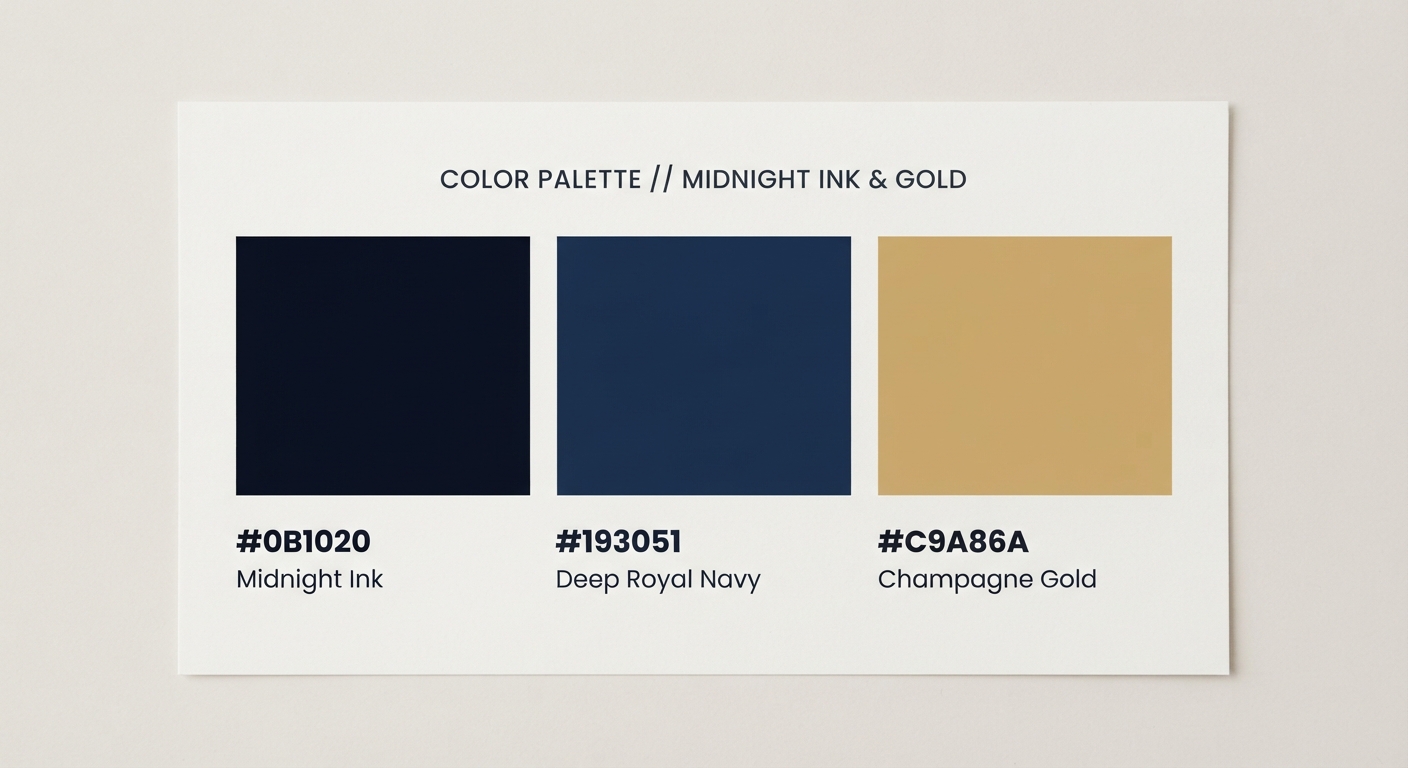 COLOR PALETTE // MIDNIGHT INK & GOLD
#0B1020
Midnight Ink
#193051
Deep Royal Navy
#C9A86A
Champagne Gold